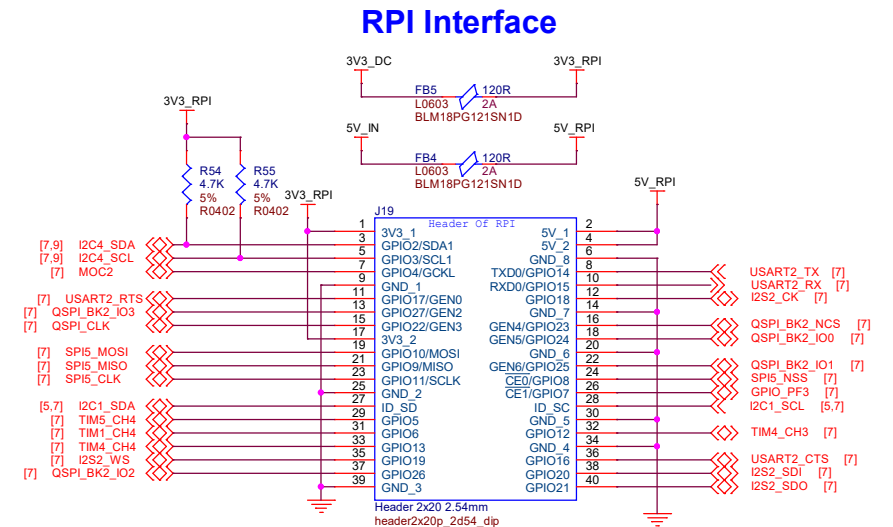 RPI Interface
3V3_DC
3V3_RPI
FB5
120R
L0603
2A
BLM18PG121SN1D
5V_IN
5V_RPI
FB4
120R
L0603
2A
BLM18PG121SN1D
3V3_RPI
R54
4.7K
5%
R0402
R55
4.7K
5%
R0402
3V3_RPI
5V_RPI
J19
Header Of RPI
1 3V3_1 5V_1 2
[7,9] I2C4_SDA 3 GPIO2/SDA1 5V_2 4
[7,9] I2C4_SCL 5 GPIO3/SCL1 GND_8 6
[7] MOC2 7 GPIO4/GCKL TXD0/GPIO14 8 USART2_TX [7]
9 GND_1 RXD0/GPIO15 10 USART2_RX [7]
[7] USART2_RTS 11 GPIO17/GEN0 GPIO18 12 I2S2_CK [7]
[7] QSPI_BK2_IO3 13 GPIO27/GEN2 GND_7 14
[7] QSPI_CLK 15 GPIO22/GEN3 GEN4/GPIO23 16 QSPI_BK2_NCS [7]
17 3V3_2 GEN5/GPIO24 18 QSPI_BK2_IO0 [7]
[7] SPI5_MOSI 19 GPIO10/MOSI GND_6 20
[7] SPI5_MISO 21 GPIO9/MISO GEN6/GPIO25 22 QSPI_BK2_IO1 [7]
[7] SPI5_CLK 23 GPIO11/SCLK CE0/GPIO8 24 SPI5_NSS [7]
25 GND_2 CE1/GPIO7 26 GPIO_PF3 [7]
[5,7] I2C1_SDA 27 ID_SD ID_SC 28 I2C1_SCL [5,7]
[7] TIM5_CH4 29 GPIO5 GND_5 30
[7] TIM1_CH4 31 GPIO6 GPIO12 32 TIM4_CH3 [7]
[7] TIM4_CH4 33 GPIO13 GND_4 34
[7] I2S2_WS 35 GPIO19 GPIO16 36 USART2_CTS [7]
[7] QSPI_BK2_IO2 37 GPIO26 GPIO20 38 I2S2_SDI [7]
39 GND_3 GPIO21 40 I2S2_SDO [7]
Header 2x20 2.54mm
header2x20p_2d54_dip